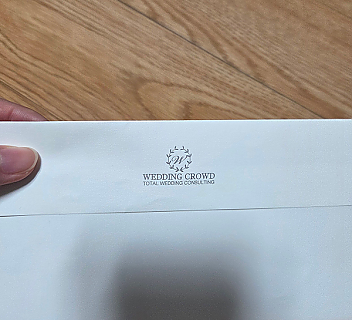 W
WEDDING CROWD
TOTAL WEDDING CONSULTING